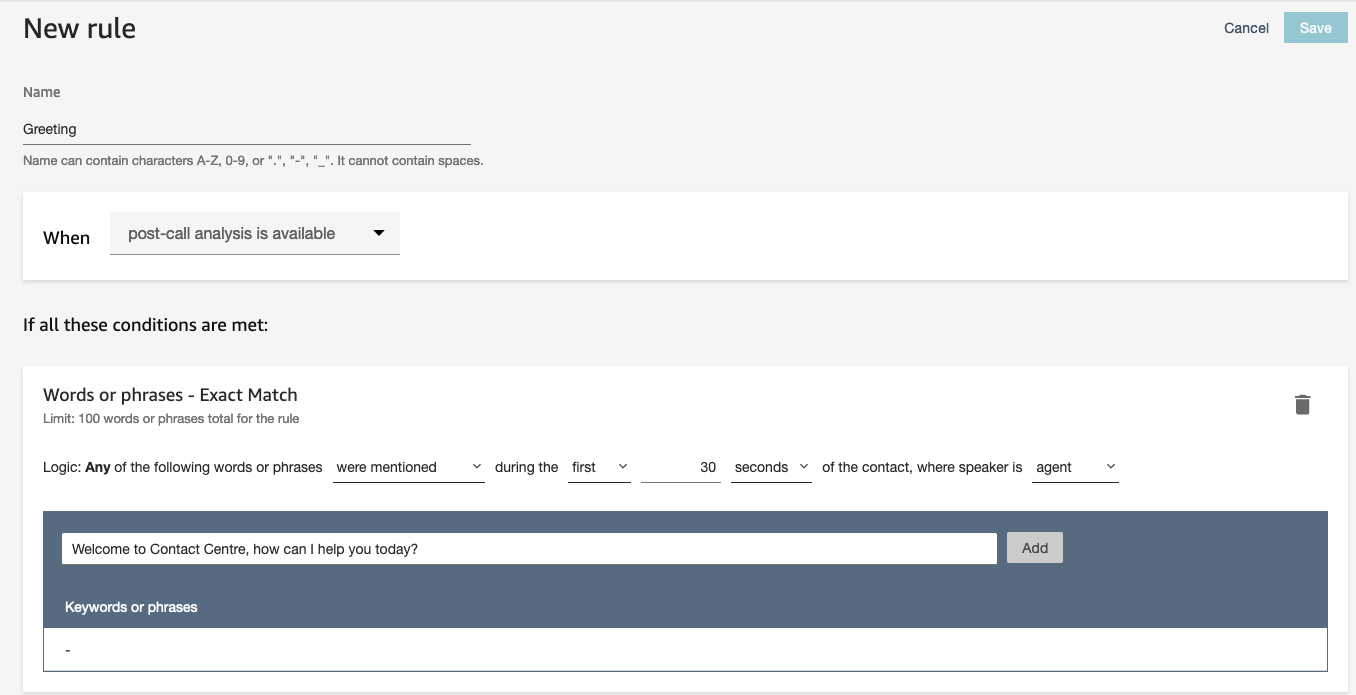 New rule
Cancel Save
Name
Greeting
Name can contain characters A-Z, 0-9, or ".", "-", "_". It cannot contain spaces.
When post-call analysis is available
If all these conditions are met:
Words or phrases - Exact Match
Limit: 100 words or phrases total for the rule
Logic: Any of the following words or phrases were mentioned during the first 30 seconds of the contact, where speaker is agent
Welcome to Contact Centre, how can I help you today? Add
Keywords or phrases
-